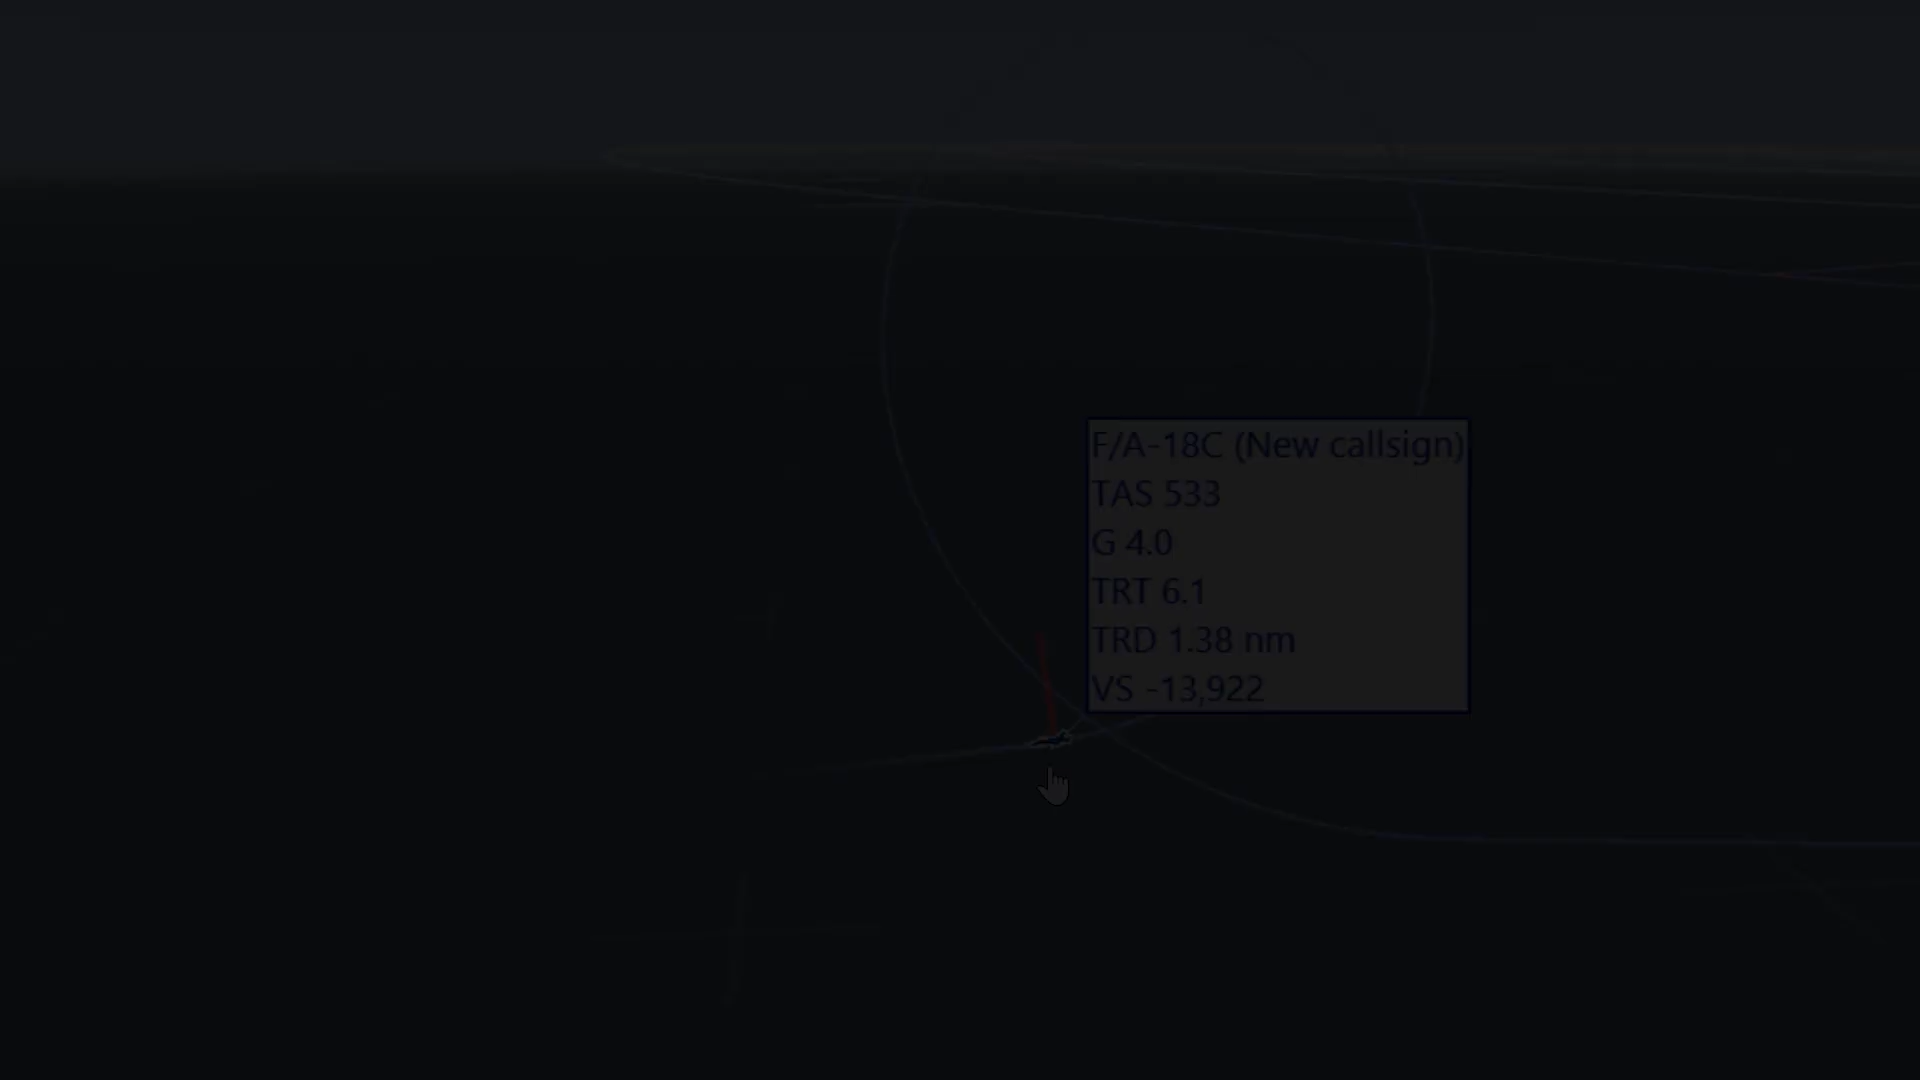 F/A-18C (New callsign)
TAS 533
G 4.0
TRT 6.1
TRD 1.38 nm
VS -13,922